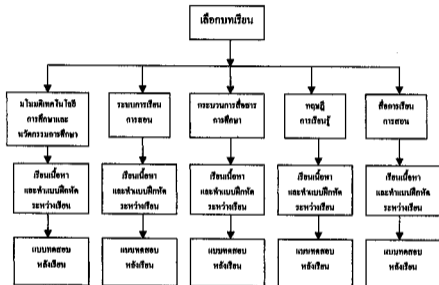 เลือกบทเรียน
มโนมติเทคโนโลยี
การศึกษาและ
นวัตกรรมการศึกษา
ระบบการเรียน
การสอน
กระบวนการสื่อสาร
การศึกษา
ทฤษฎี
การเรียนรู้
สื่อการเรียน
การสอน
เรียนเนื้อหา
และทำแบบฝึกหัด
ระหว่างเรียน
เรียนเนื้อหา
และทำแบบฝึกหัด
ระหว่างเรียน
เรียนเนื้อหา
และทำแบบฝึกหัด
ระหว่างเรียน
เรียนเนื้อหา
และทำแบบฝึกหัด
ระหว่างเรียน
เรียนเนื้อหา
และทำแบบฝึกหัด
ระหว่างเรียน
แบบทดสอบ
หลังเรียน
แบบทดสอบ
หลังเรียน
แบบทดสอบ
หลังเรียน
แบบทดสอบ
หลังเรียน
แบบทดสอบ
หลังเรียน